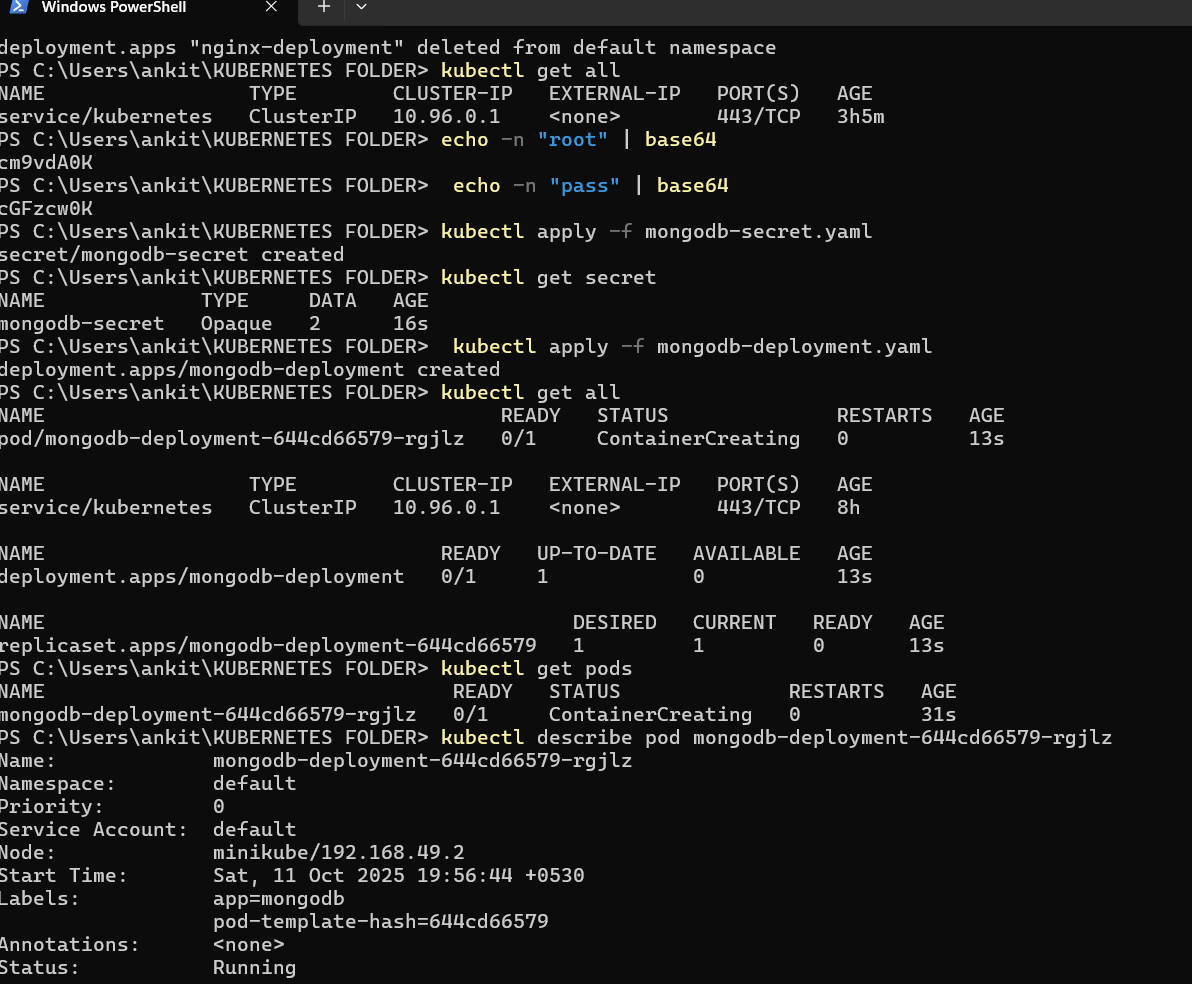 Windows PowerShell
deployment.apps "nginx-deployment" deleted from default namespace
PS C:\Users\ankit\KUBERNETES FOLDER> kubectl get all
NAME TYPE CLUSTER-IP EXTERNAL-IP PORT(S) AGE
service/kubernetes ClusterIP 10.96.0.1 <none> 443/TCP 3h5m
PS C:\Users\ankit\KUBERNETES FOLDER> echo -n "root" | base64
cm9vdA0K
PS C:\Users\ankit\KUBERNETES FOLDER> echo -n "pass" | base64
cGFzcw0K
PS C:\Users\ankit\KUBERNETES FOLDER> kubectl apply -f mongodb-secret.yaml
secret/mongodb-secret created
PS C:\Users\ankit\KUBERNETES FOLDER> kubectl get secret
NAME TYPE DATA AGE
mongodb-secret Opaque 2 16s
PS C:\Users\ankit\KUBERNETES FOLDER> kubectl apply -f mongodb-deployment.yaml
deployment.apps/mongodb-deployment created
PS C:\Users\ankit\KUBERNETES FOLDER> kubectl get all
NAME READY STATUS RESTARTS AGE
pod/mongodb-deployment-644cd66579-rgjlz 0/1 ContainerCreating 0 13s
NAME TYPE CLUSTER-IP EXTERNAL-IP PORT(S) AGE
service/kubernetes ClusterIP 10.96.0.1 <none> 443/TCP 8h
NAME READY UP-TO-DATE AVAILABLE AGE
deployment.apps/mongodb-deployment 0/1 1 0 13s
NAME DESIRED CURRENT READY AGE
replicaset.apps/mongodb-deployment-644cd66579 1 1 0 13s
PS C:\Users\ankit\KUBERNETES FOLDER> kubectl get pods
NAME READY STATUS RESTARTS AGE
mongodb-deployment-644cd66579-rgjlz 0/1 ContainerCreating 0 31s
PS C:\Users\ankit\KUBERNETES FOLDER> kubectl describe pod mongodb-deployment-644cd66579-rgjlz
Name: mongodb-deployment-644cd66579-rgjlz
Namespace: default
Priority: 0
Service Account: default
Node: minikube/192.168.49.2
Start Time: Sat, 11 Oct 2025 19:56:44 +0530
Labels: app=mongodb
pod-template-hash=644cd66579
Annotations: <none>
Status: Running